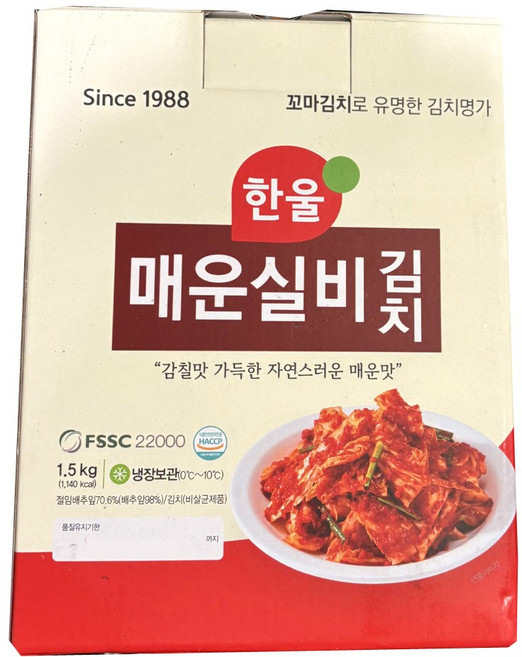 Since 1988
꼬마김치로 유명한 김치명가
한울
매운실비김치
“감칠맛 가득한 자연스러운 매운맛”
FSSC 22000
HACCP
1.5 kg
(1,140 kcal)
냉장보관(0℃~10℃)
절임배추잎70.6%(배추잎98%)/김치(비살균제품)
품질유지기한
까지